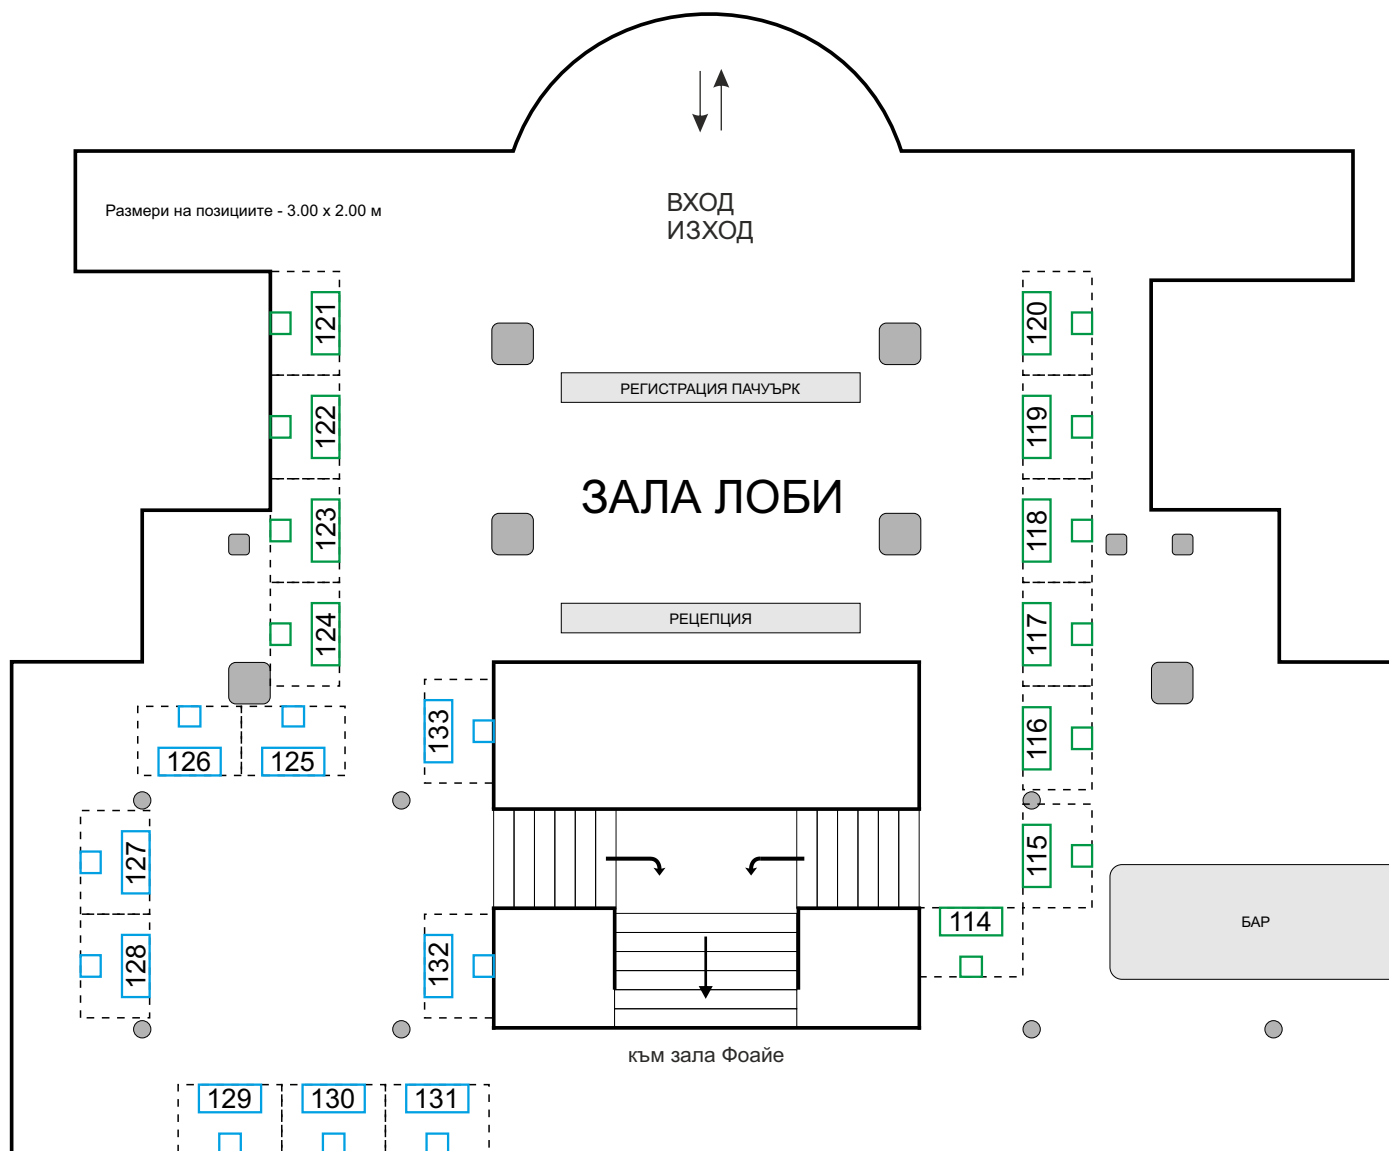 Размери на позициите - 3.00 x 2.00 м
ВХОД
ИЗХОД
121
120
РЕГИСТРАЦИЯ ПАЧУЪРК
122
119
ЗАЛА ЛОБИ
123
118
РЕЦЕПЦИЯ
124
117
133
116
126
125
127
115
114
БАР
128
132
към зала Фоайе
129
130
131